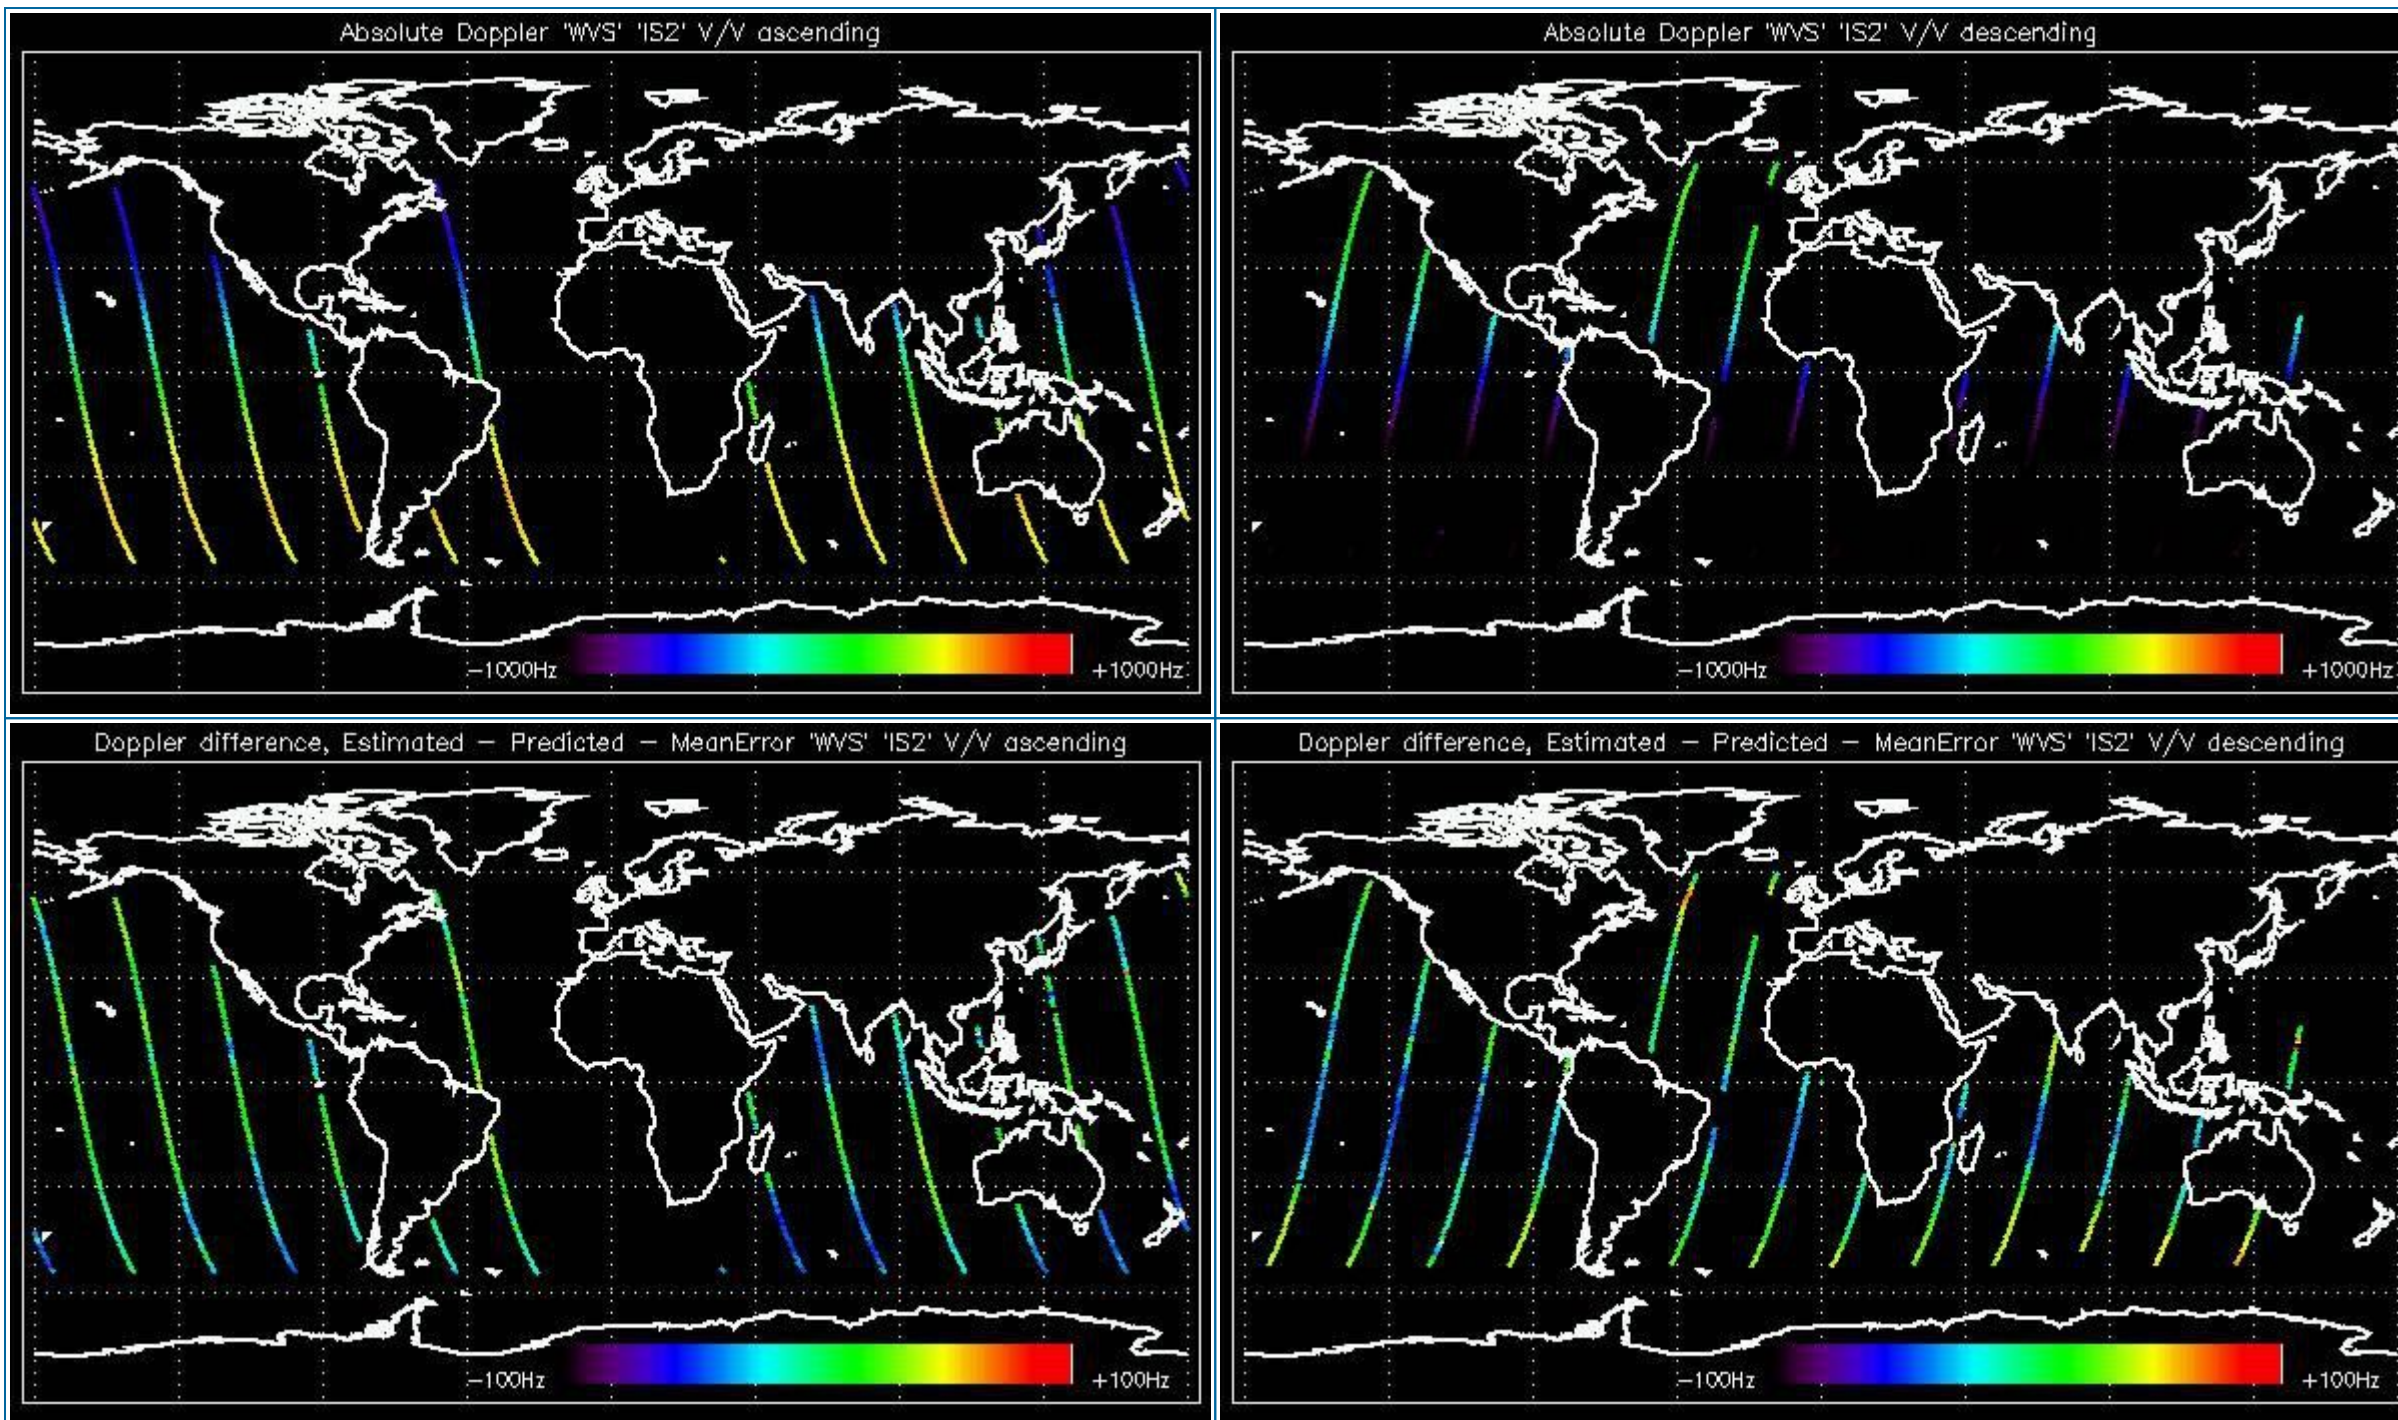 Absolute Doppler 'WVS' 'IS2' V/V ascending
-1000Hz
+1000Hz
Absolute Doppler 'WVS' 'IS2' V/V descending
-1000Hz
+1000Hz
Doppler difference, Estimated - Predicted - MeanError 'WVS' 'IS2' V/V ascending
-100Hz
+100Hz
Doppler difference, Estimated - Predicted - MeanError 'WVS' 'IS2' V/V descending
-100Hz
+100Hz